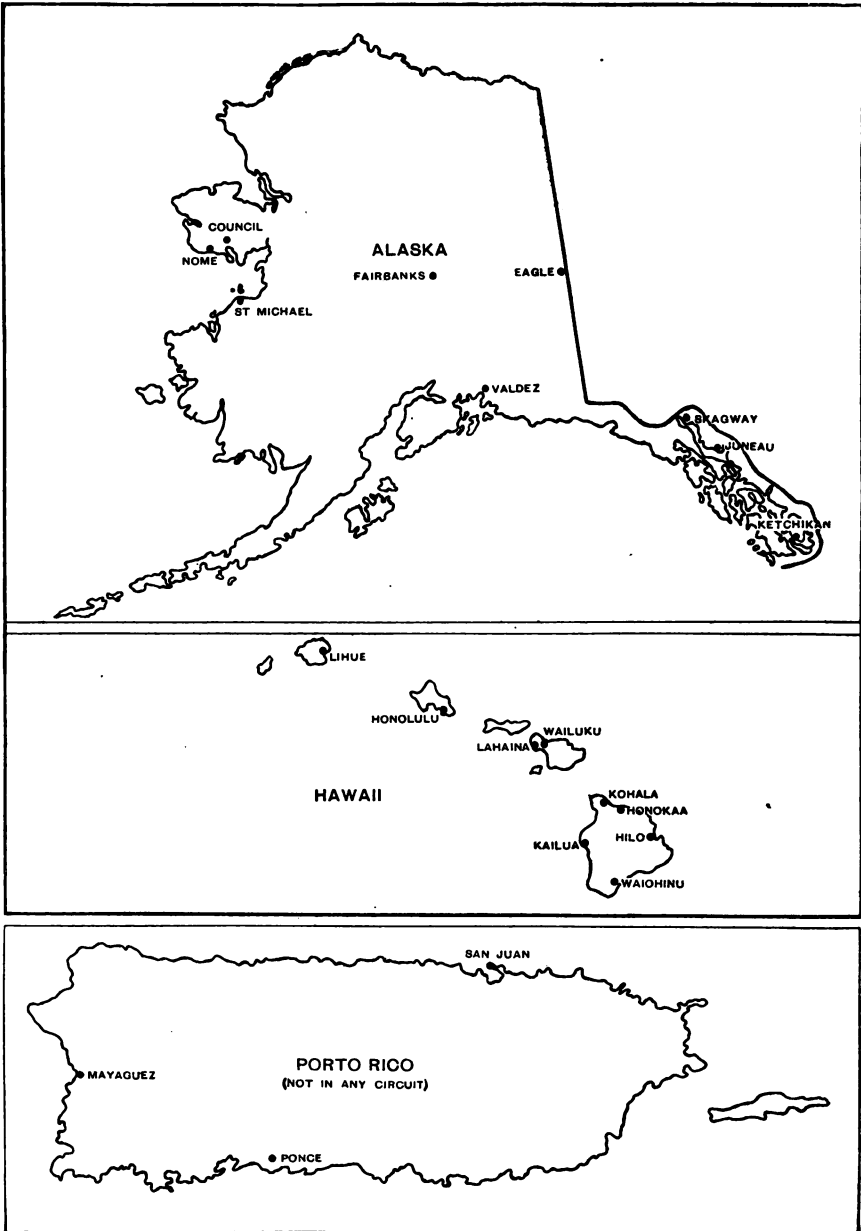 COUNCIL
NOME
ALASKA
FAIRBANKS
EAGLE
ST MICHAEL
VALDEZ
SKAGWAY
JUNEAU
KETCHIKAN
LIHUE
HONOLULU
WAILUKU
LAHAINA
HAWAII
KOHALA
HONOKAA
HILO
KAILUA
WAIOHINU
SAN JUAN
MAYAGUEZ
PORTO RICO
(NOT IN ANY CIRCUIT)
PONCE